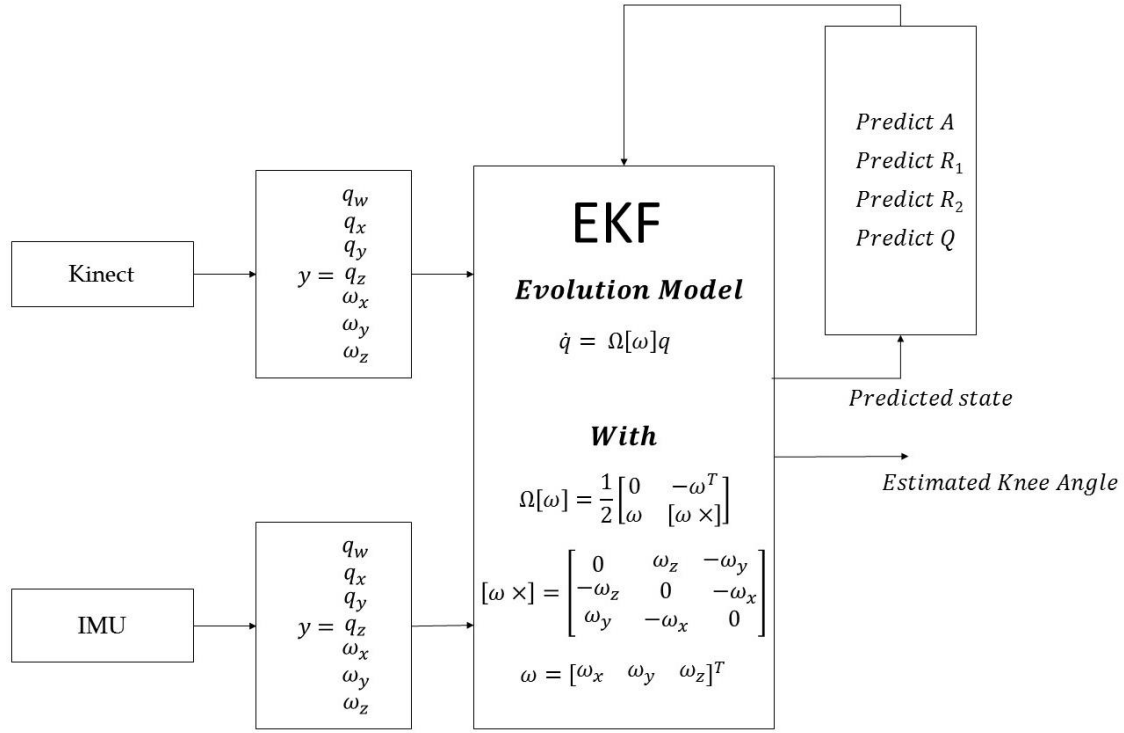 Kinect
q_w
q_x
q_y
y = q_z
ω_x
ω_y
ω_z
IMU
q_w
q_x
q_y
y = q_z
ω_x
ω_y
ω_z
EKF
Evolution Model
q̇ = Ω[ω]q
With
Ω[ω] = 1/2 [0 −ω^T
ω [ω ×]]
[ω ×] = [0 ω_z −ω_y
−ω_z 0 −ω_x
ω_y −ω_x 0]
ω = [ω_x ω_y ω_z]^T
Predict A
Predict R_1
Predict R_2
Predict Q
Predicted state
Estimated Knee Angle